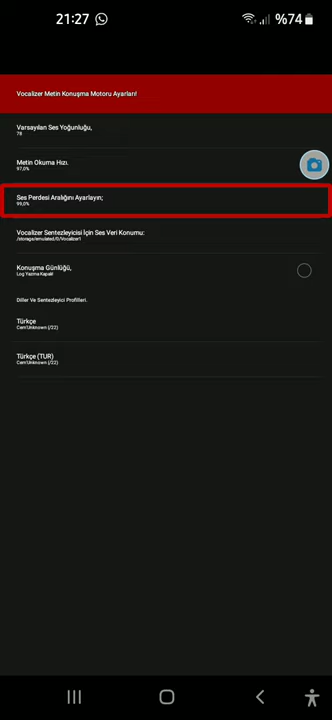 21:27
%74
Vocalizer Metin Konuşma Motoru Ayarları!
Varsayılan Ses Yoğunluğu,
78
Metin Okuma Hızı.
97,0%
Ses Perdesi Aralığını Ayarlayın;
99,0%
Vocalizer Sentezleyicisi İçin Ses Veri Konumu:
/storage/emulated/0/Vocalizer1
Konuşma Günlüğü,
Log Yazma Kapalı!
Diller Ve Sentezleyici Profilleri.
Türkçe
Cem:Unknown (/22)
Türkçe (TUR)
Cem:Unknown (/22)